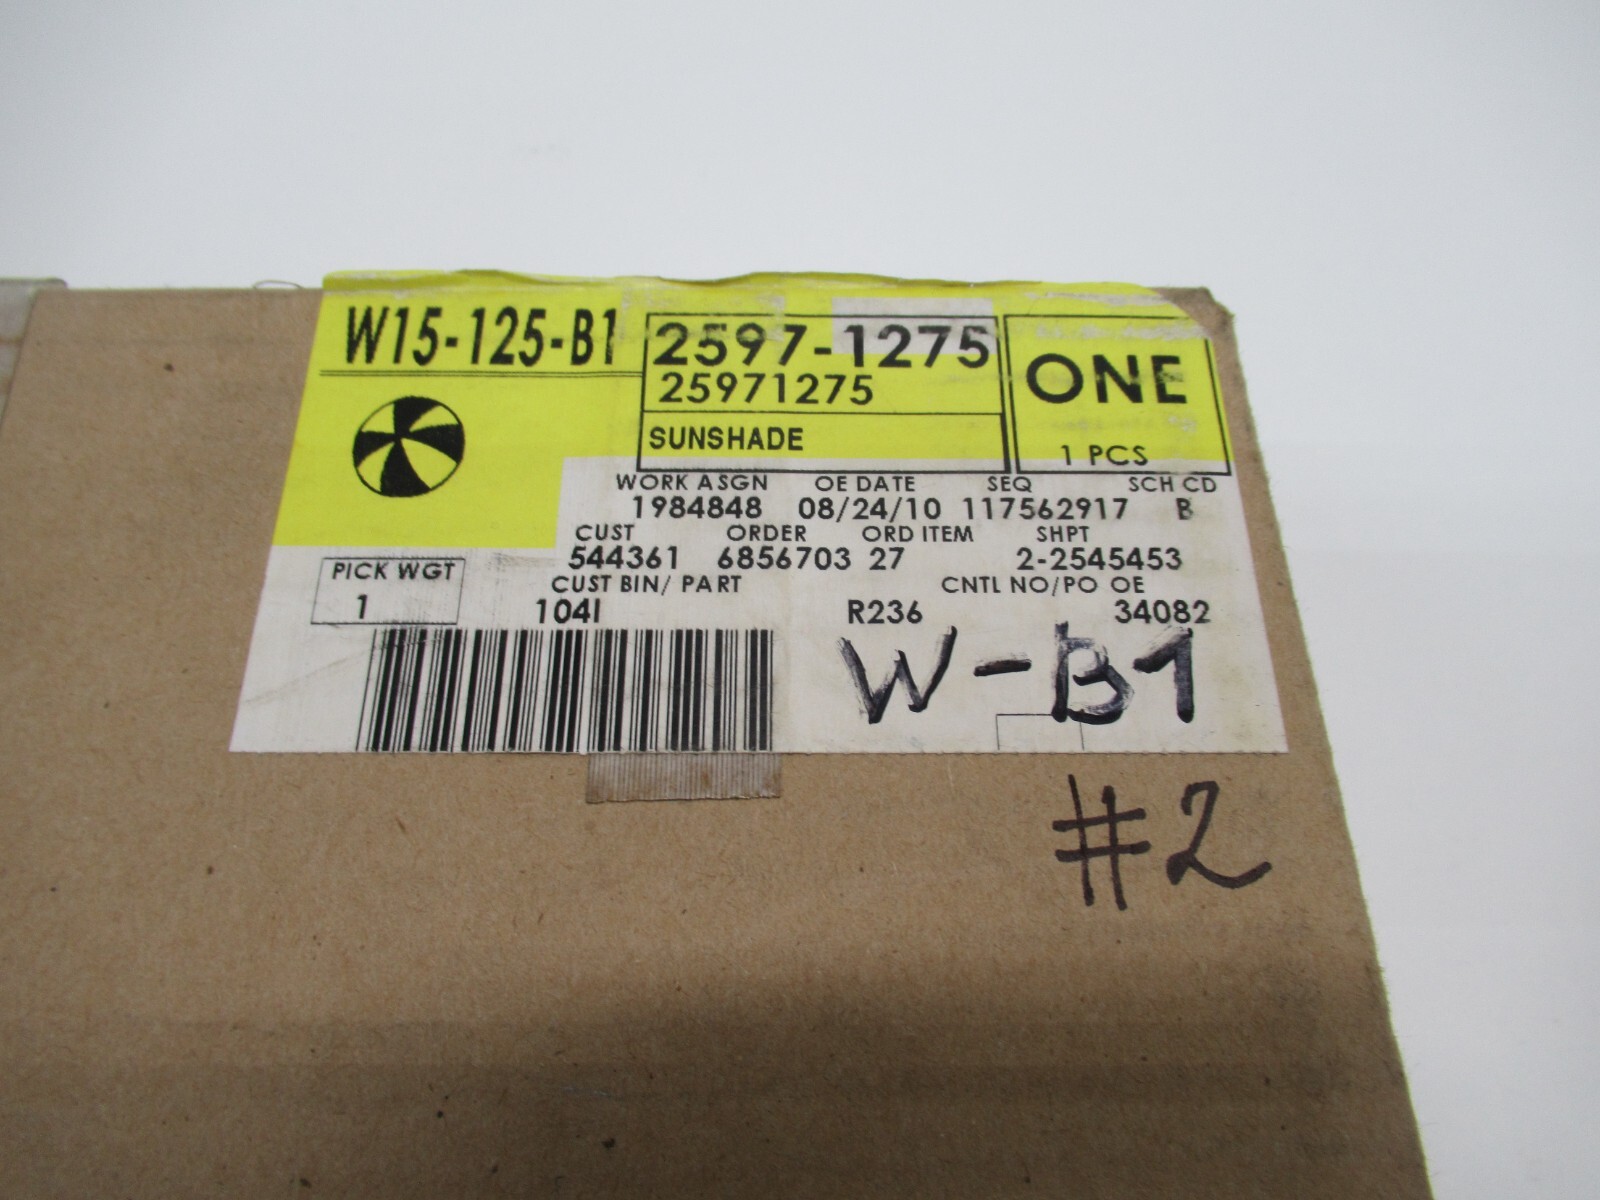 W15-125-B1 2597-1275 ONE
25971275
SUNSHADE 1 PCS
WORK ASGN OE DATE SEQ SCH CD
1984848 08/24/10 117562917 B
CUST ORDER ORD ITEM SHPT
544361 6856703 27 2-2545453
PICK WGT CUST BIN/ PART CNTL NO/PO OE
1 104I R236 34082
W-B1
#2